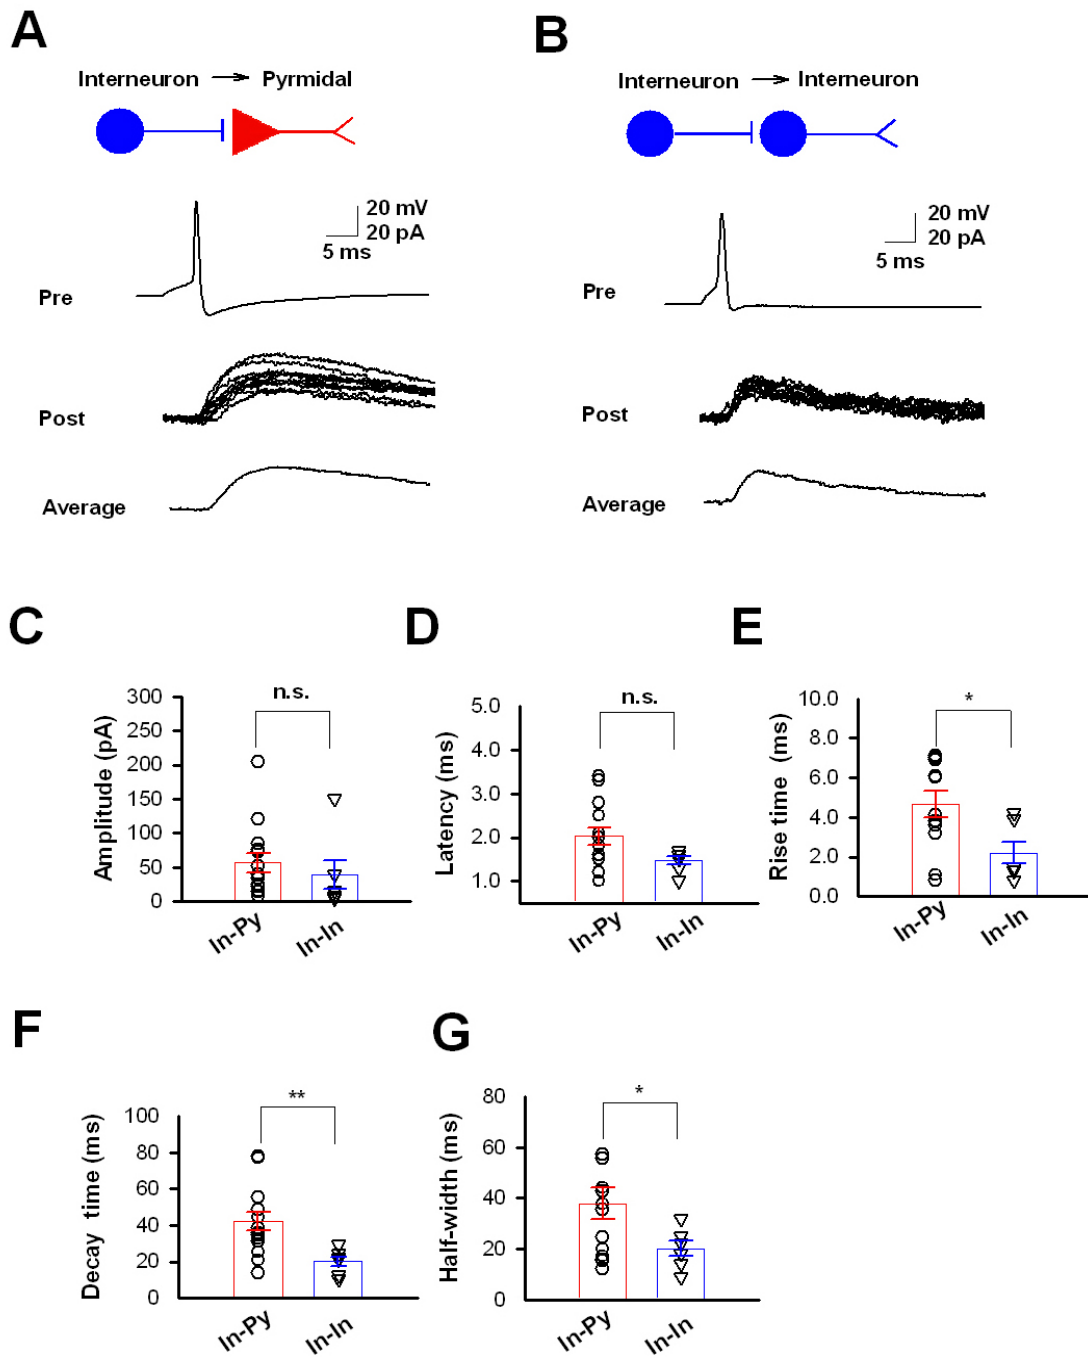 A
B
Interneuron → Pyrmidal
Interneuron → Interneuron
20 mV
20 pA
5 ms
20 mV
20 pA
5 ms
Pre
Pre
Post
Post
Average
Average
C
D
E
n.s.
300
250
200
150
100
50
0
Amplitude (pA)
In-Py
In-In
n.s.
5.0
4.0
3.0
2.0
1.0
Latency (ms)
In-Py
In-In
*
10.0
8.0
6.0
4.0
2.0
0.0
Rise time (ms)
In-Py
In-In
F
G
**
100
80
60
40
20
0
Decay time (ms)
In-Py
In-In
*
80
60
40
20
0
Half-width (ms)
In-Py
In-In